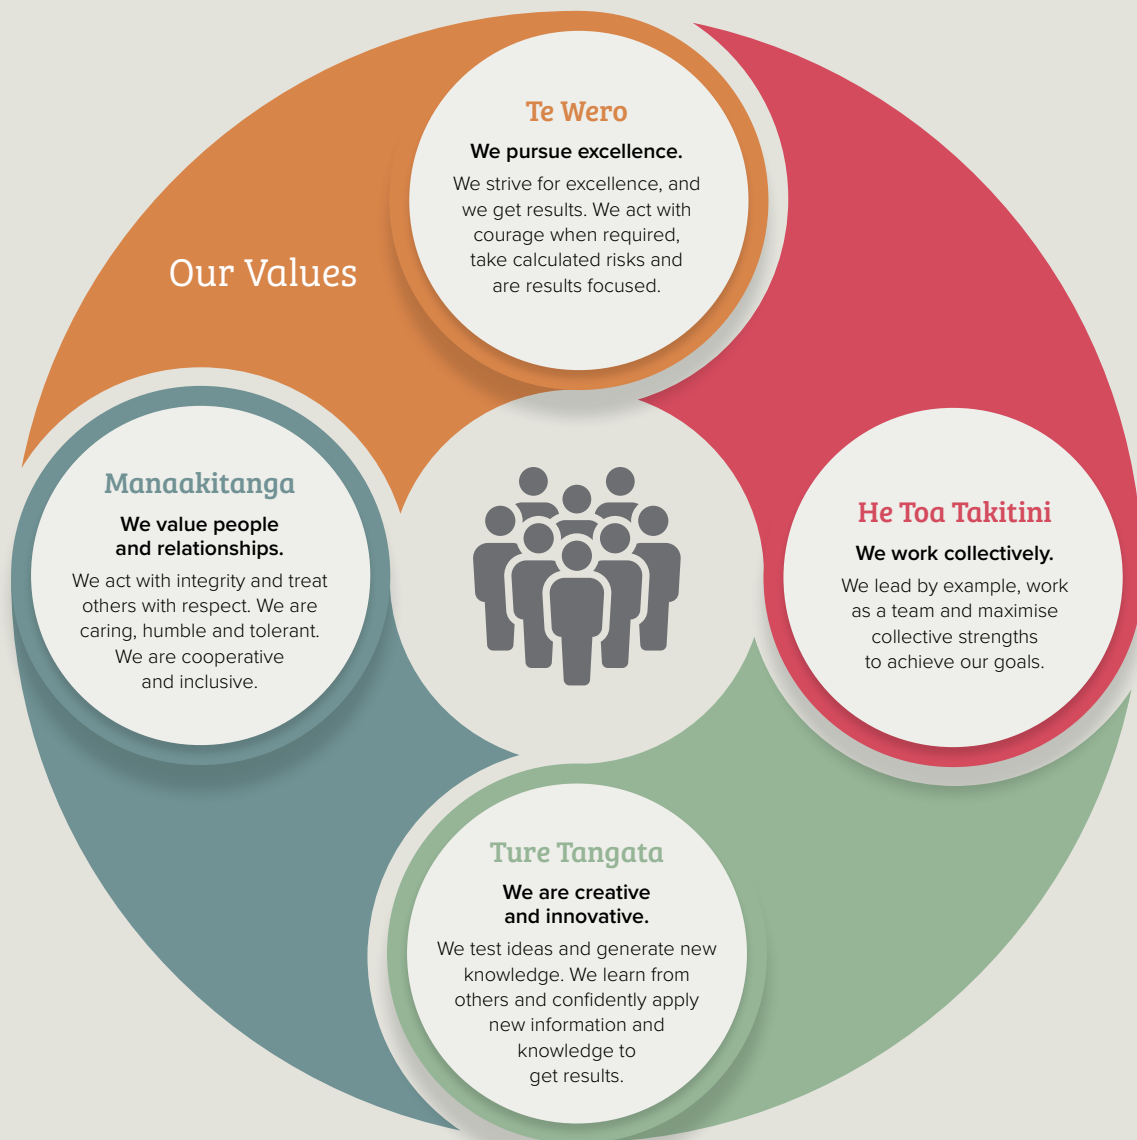 Our Values
Te Wero
We pursue excellence.
We strive for excellence, and
we get results. We act with
courage when required,
take calculated risks and
are results focused.
He Toa Takitini
We work collectively.
We lead by example, work
as a team and maximise
collective strengths
to achieve our goals.
Ture Tangata
We are creative
and innovative.
We test ideas and generate new
knowledge. We learn from
others and confidently apply
new information and
knowledge to
get results.
Manaakitanga
We value people
and relationships.
We act with integrity and treat
others with respect. We are
caring, humble and tolerant.
We are cooperative
and inclusive.